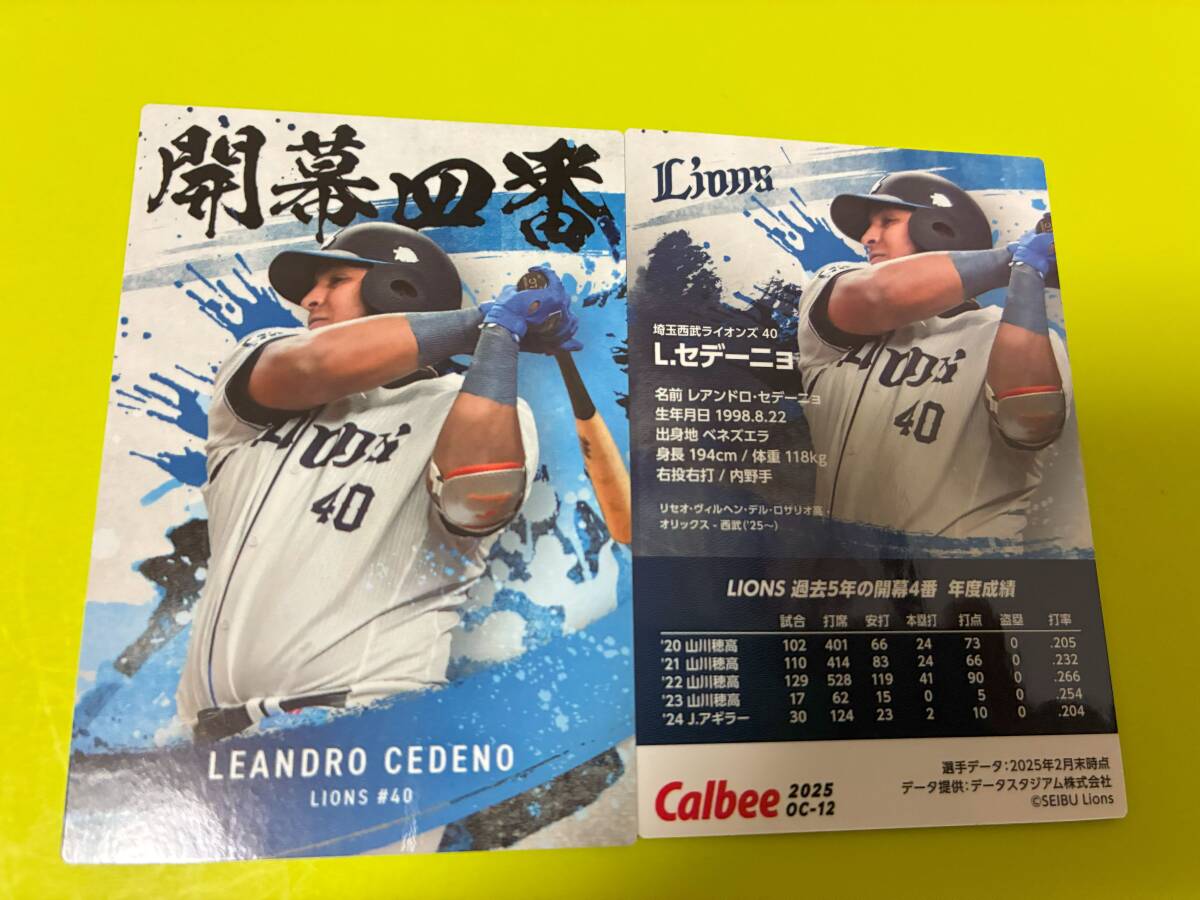 開幕四番
Lions
40
LEANDRO CEDENO
LIONS #40
Lions
埼玉西武ライオンズ 40
L.セデーニョ
名前 レアンドロ・セデーニョ
生年月日 1998.8.22
出身地 ベネズエラ
身長 194cm / 体重 118kg
右投右打 / 内野手
リセオ・ヴィルヘン・デル・ロサリオ高 -
オリックス - 西武('25~)
Lions
40
LIONS 過去5年の開幕4番 年度成績
試合 打席 安打 本塁打 打点 盗塁 打率
'20 山川穂高 102 401 66 24 73 0 .205
'21 山川穂高 110 414 83 24 66 0 .232
'22 山川穂高 129 528 119 41 90 0 .266
'23 山川穂高 17 62 15 0 5 0 .254
'24 J.アギラー 30 124 23 2 10 0 .204
選手データ:2025年2月末時点
データ提供:データスタジアム株式会社
©SEIBU Lions
Calbee 2025
OC-12